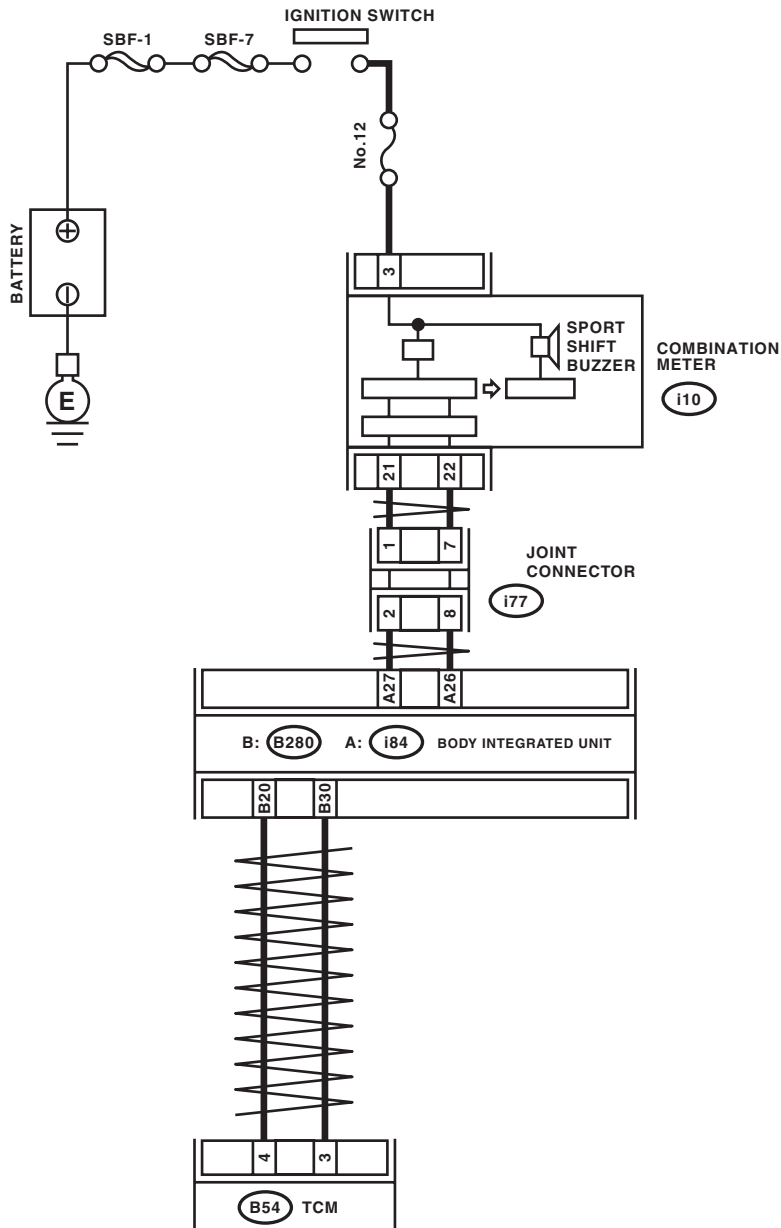 IGNITION SWITCH
SBF-1
SBF-7
No.12
BATTERY
E
3
SPORT
SHIFT
BUZZER
COMBINATION
METER
i10
21
22
1
7
JOINT
CONNECTOR
i77
2
8
A27
A26
B: B280 A: i84 BODY INTEGRATED UNIT
B20
B30
4
3
B54 TCM